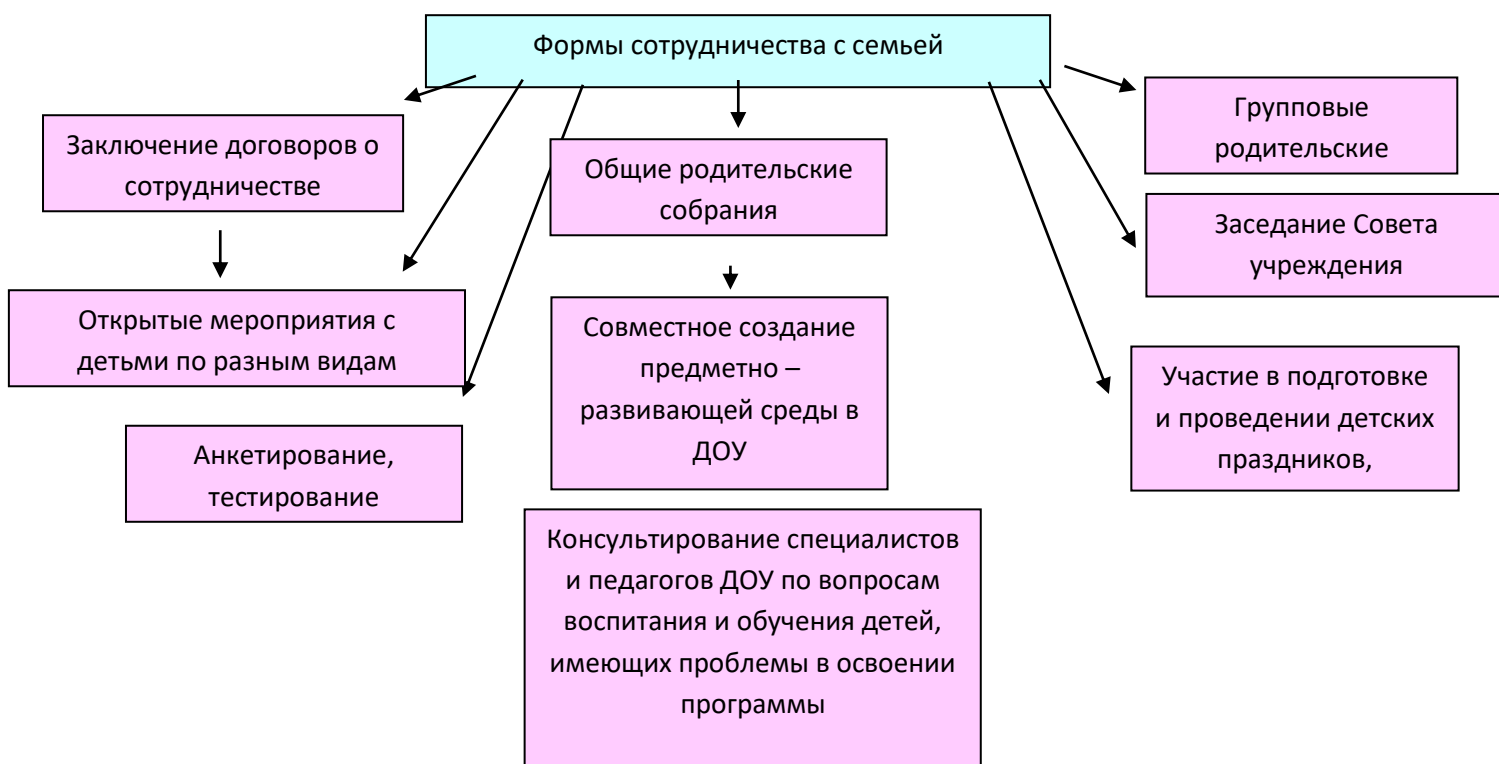 Формы сотрудничества с семьей
Заключение договоров о
сотрудничестве
Общие родительские
собрания
Групповые
родительские
Заседание Совета
учреждения
Открытые мероприятия с
детьми по разным видам
Совместное создание
предметно –
развивающей среды в
ДОУ
Участие в подготовке
и проведении детских
праздников,
Анкетирование,
тестирование
Консультирование специалистов
и педагогов ДОУ по вопросам
воспитания и обучения детей,
имеющих проблемы в освоении
программы